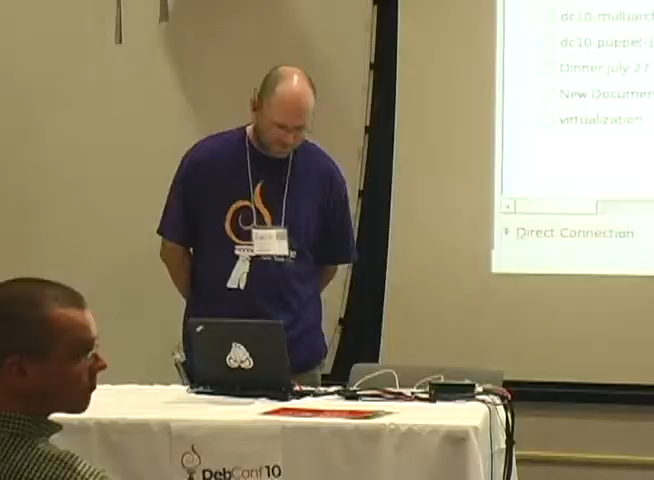 dc10-multiarc
dc10-puppet-
Dinner july 27
New Documen
virtualization
Direct Connection
DebConf10